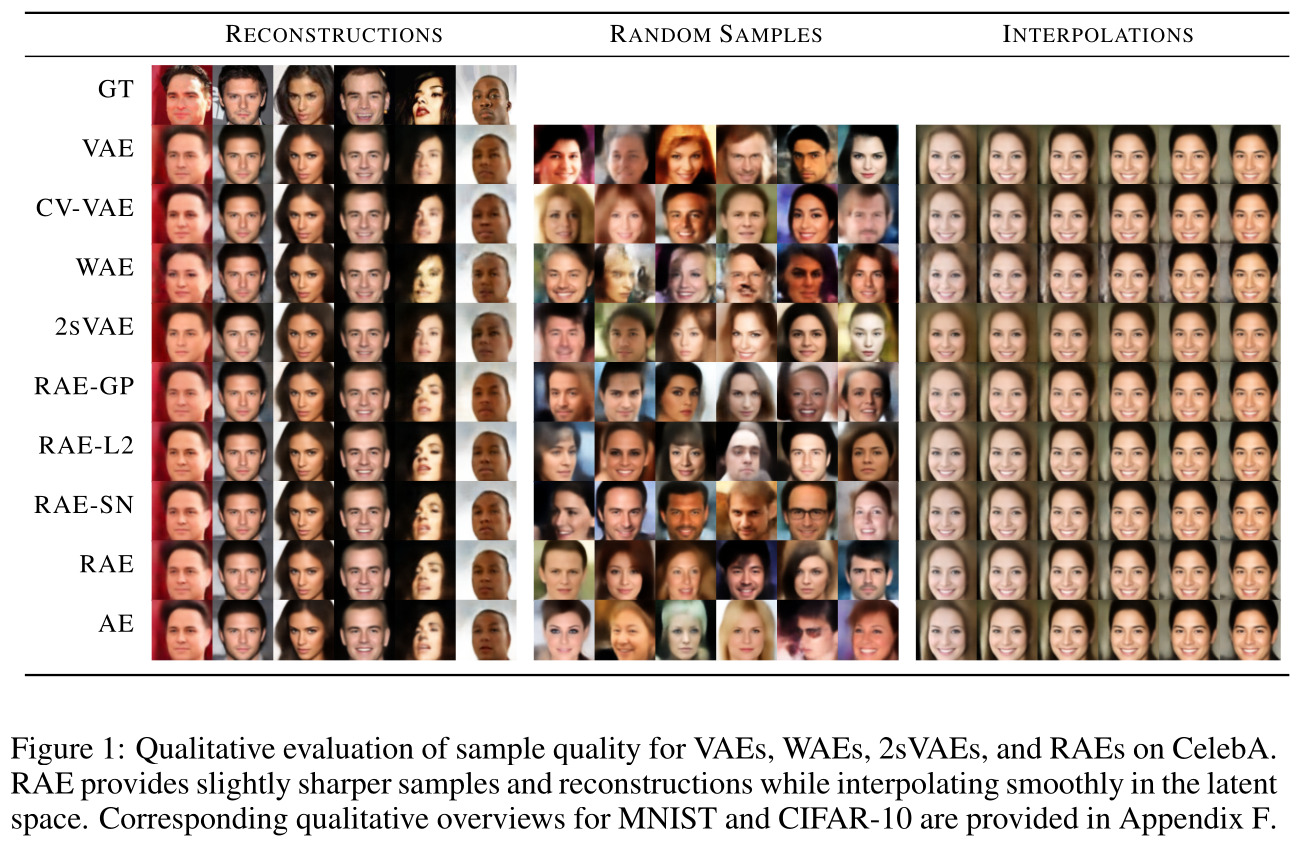 RECONSTRUCTIONS RANDOM SAMPLES INTERPOLATIONS
GT
VAE
CV-VAE
WAE
2sVAE
RAE-GP
RAE-L2
RAE-SN
RAE
AE
Figure 1: Qualitative evaluation of sample quality for VAEs, WAEs, 2sVAEs, and RAEs on CelebA.
RAE provides slightly sharper samples and reconstructions while interpolating smoothly in the latent
space. Corresponding qualitative overviews for MNIST and CIFAR-10 are provided in Appendix F.